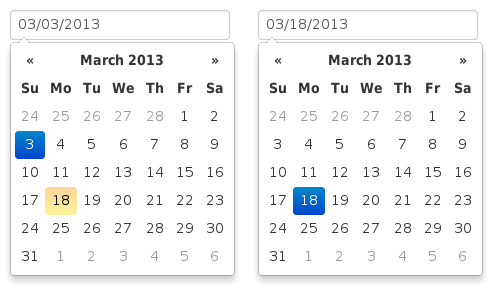 03/03/2013
« March 2013 »
Su Mo Tu We Th Fr Sa
24 25 26 27 28 1 2
3 4 5 6 7 8 9
10 11 12 13 14 15 16
17 18 19 20 21 22 23
24 25 26 27 28 29 30
31 1 2 3 4 5 6
03/18/2013
« March 2013 »
Su Mo Tu We Th Fr Sa
24 25 26 27 28 1 2
3 4 5 6 7 8 9
10 11 12 13 14 15 16
17 18 19 20 21 22 23
24 25 26 27 28 29 30
31 1 2 3 4 5 6